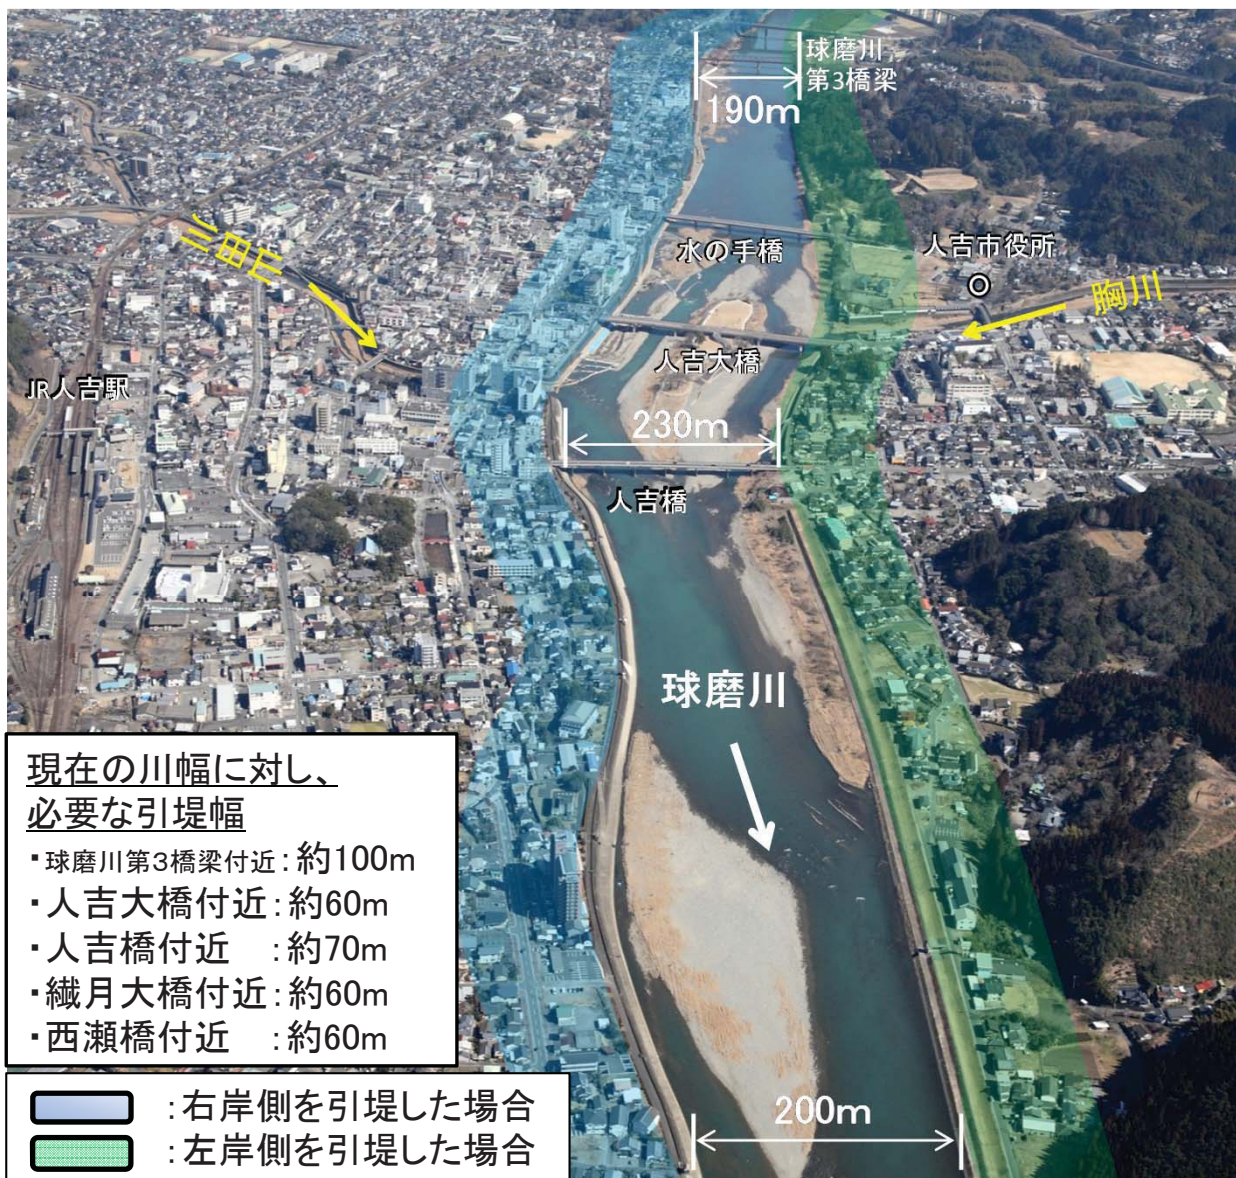 球磨川
第3橋梁
190m
水の手橋
人吉市役所
山田川
胸川
人吉大橋
JR人吉駅
230m
人吉橋
球磨川
現在の川幅に対し、
必要な引堤幅
・球磨川第3橋梁付近:約100m
・人吉大橋付近:約60m
・人吉橋付近　:約70m
・繊月大橋付近:約60m
・西瀬橋付近　:約60m
:右岸側を引堤した場合
:左岸側を引堤した場合
200m